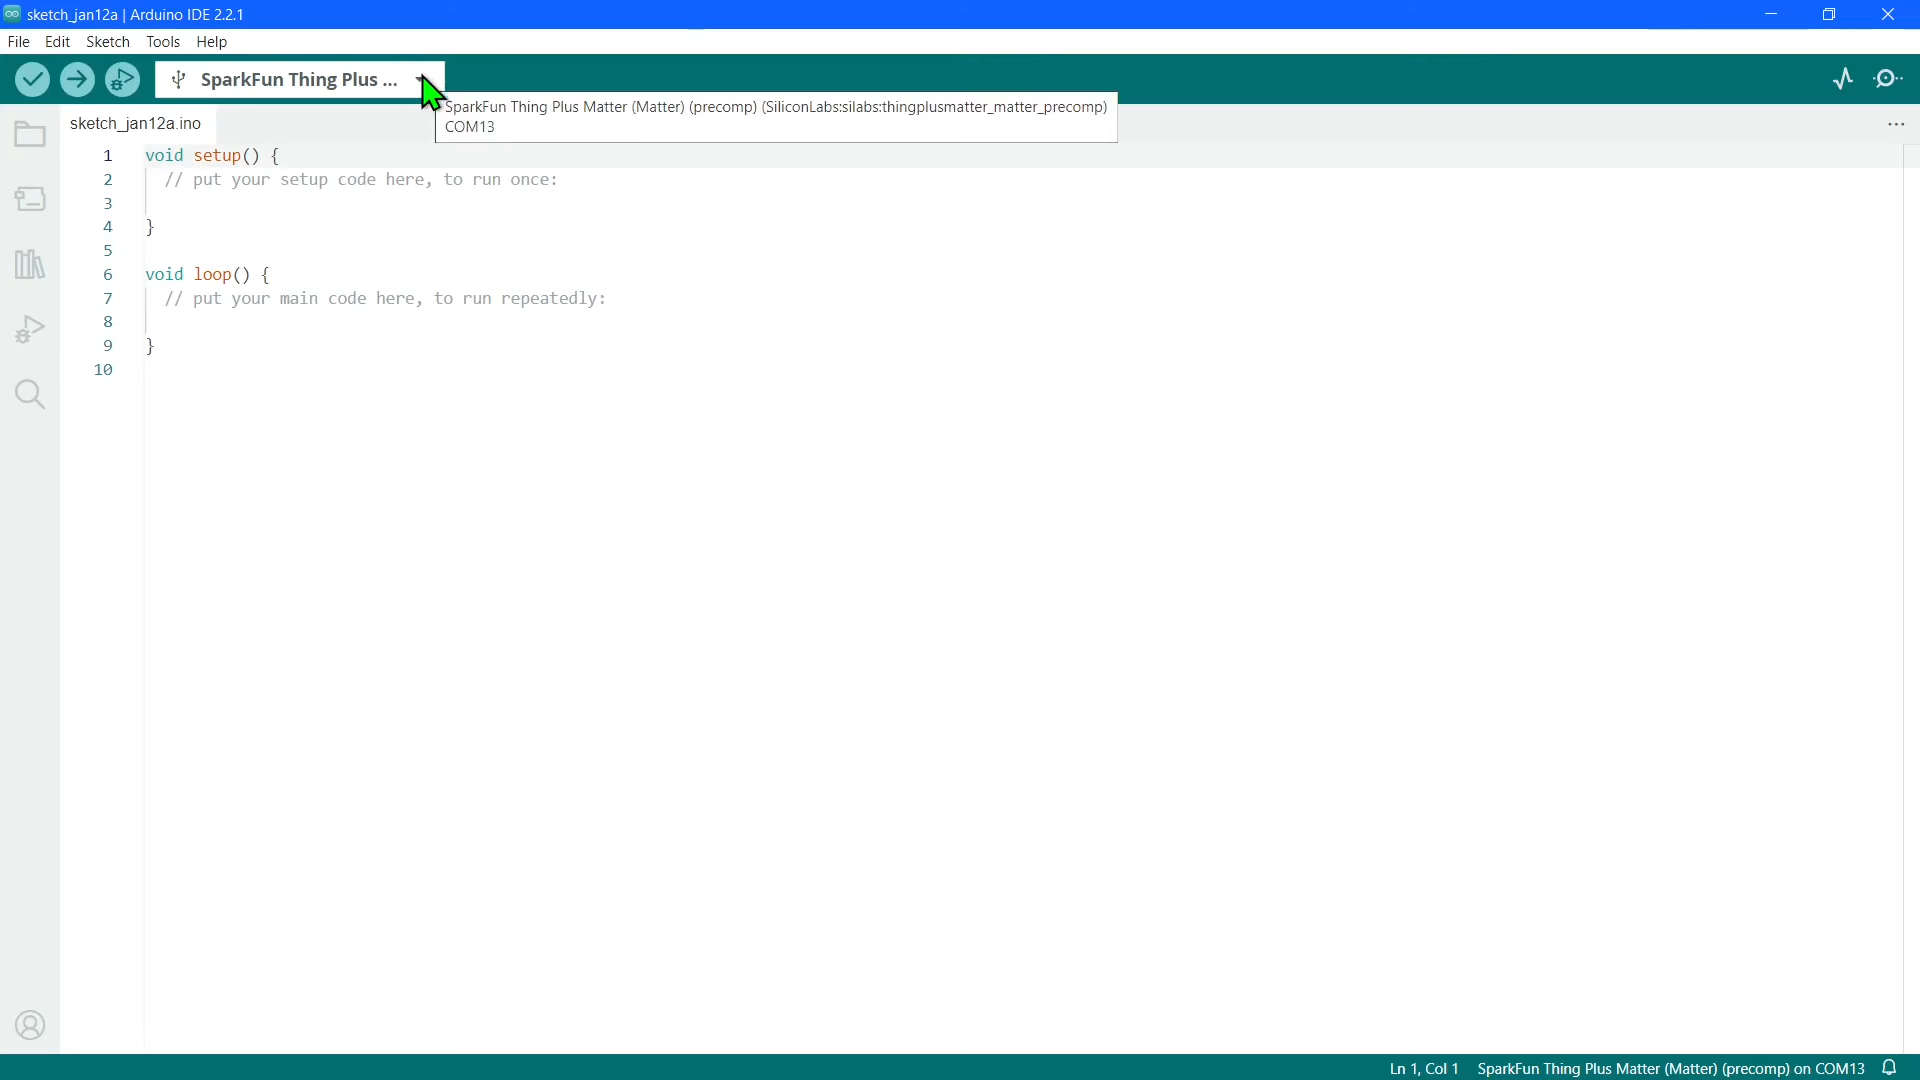 sketch_jan12a | Arduino IDE 2.2.1
File Edit Sketch Tools Help
SparkFun Thing Plus ...
SparkFun Thing Plus Matter (Matter) (precomp) (SiliconLabs:silabs:thingplusmatter_matter_precomp)
COM13
sketch_jan12a.ino
1 void setup() {
2 // put your setup code here, to run once:
3
4 }
5
6 void loop() {
7 // put your main code here, to run repeatedly:
8
9 }
10
Ln 1, Col 1 SparkFun Thing Plus Matter (Matter) (precomp) on COM13